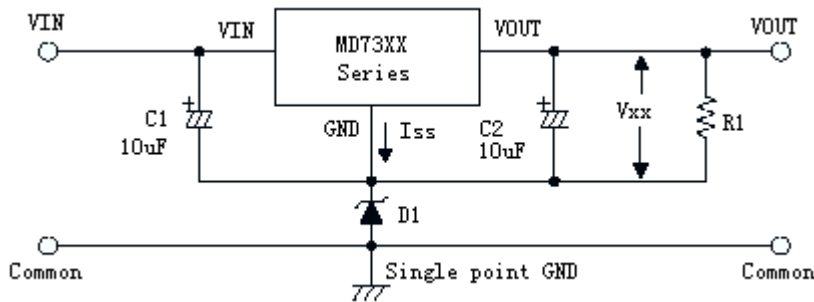 VIN
VIN
MD73XX
Series
VOUT
VOUT
C1
10uF
GND
Iss
C2
10uF
Vxx
R1
D1
Common
Single point GND
Common